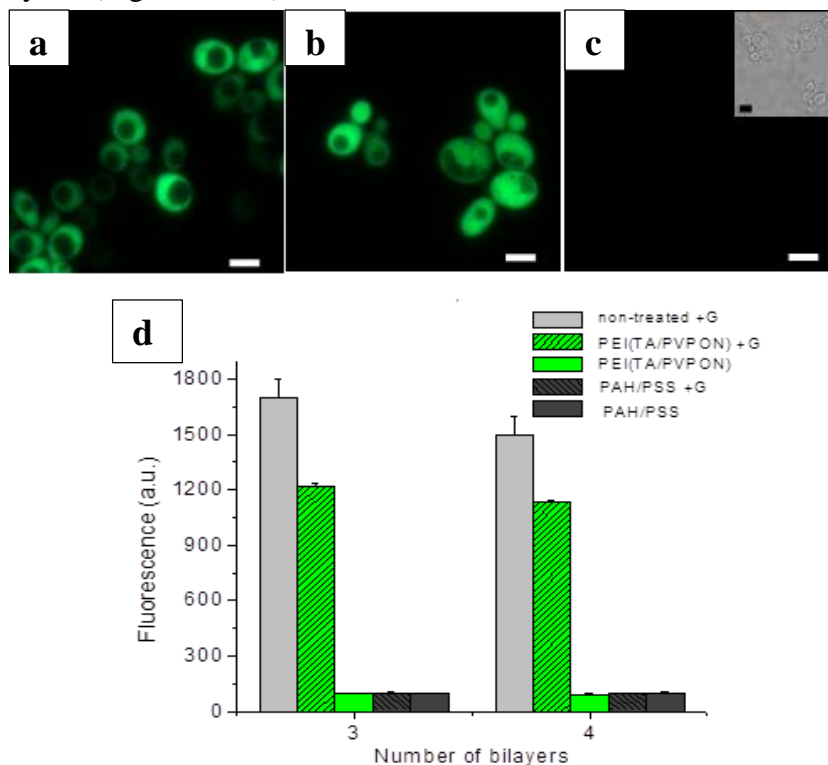 a
b
c
d
non-treated +G
PEI(TA/PVPON) +G
PEI(TA/PVPON)
PAH/PSS +G
PAH/PSS
Fluorescence (a.u.)
1800
1500
1200
900
600
300
0
3
4
Number of bilayers